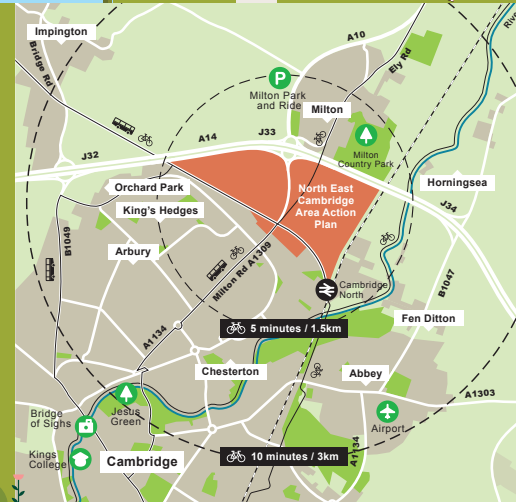 Impington
Bridge Rd
A10
Ely Rd
Milton Park
and Ride
Milton
A14
J33
Milton
Country Park
J32
Orchard Park
King's Hedges
North East
Cambridge
Area Action
Plan
Horningsea
J34
B1049
Arbury
Milton Rd A1309
Cambridge
North
B1047
Fen Ditton
A1134
5 minutes / 1.5km
Chesterton
Abbey
A1303
Jesus
Green
Bridge
of Sighs
Airport
Kings
College
Cambridge
10 minutes / 3km
A1134